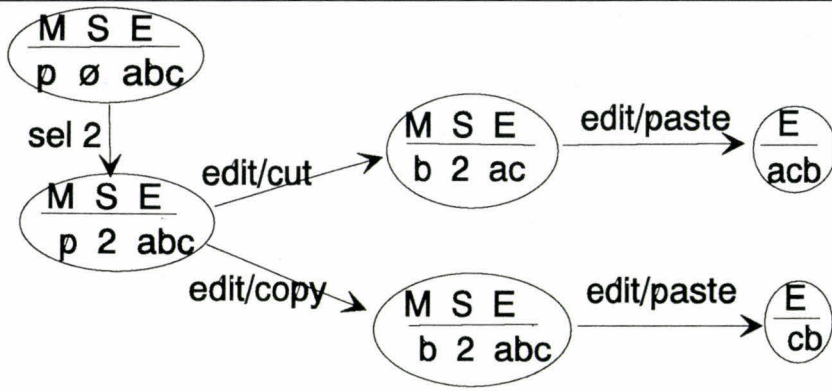 M S E
p ø abc
sel 2
M S E
p 2 abc
edit/cut
M S E
b 2 ac
edit/paste
E
acb
edit/copy
M S E
b 2 abc
edit/paste
E
cb